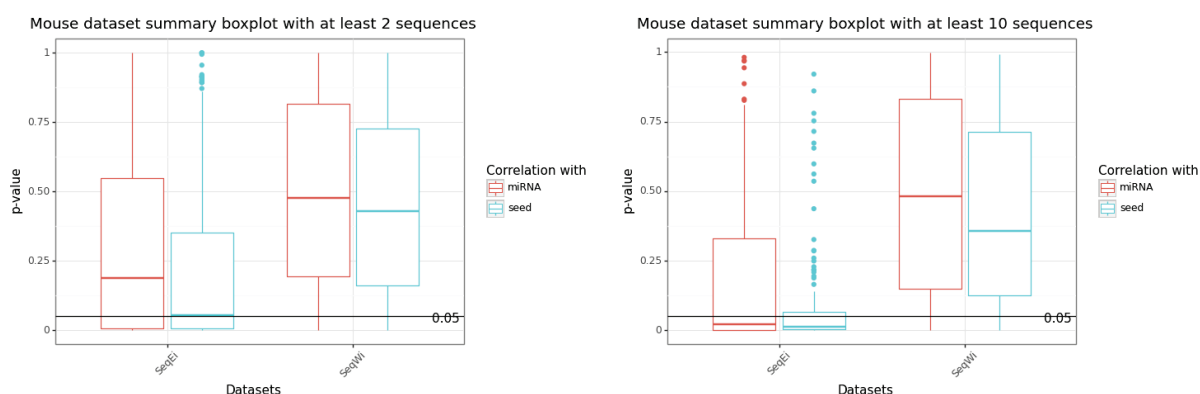 Mouse dataset summary boxplot with at least 2 sequences
1
0.75
0.50
0.25
0
p-value
0.05
SeqEi
SeqWi
Datasets
Correlation with
miRNA
seed
Mouse dataset summary boxplot with at least 10 sequences
1
0.75
0.50
0.25
0
p-value
0.05
SeqEi
SeqWi
Datasets
Correlation with
miRNA
seed